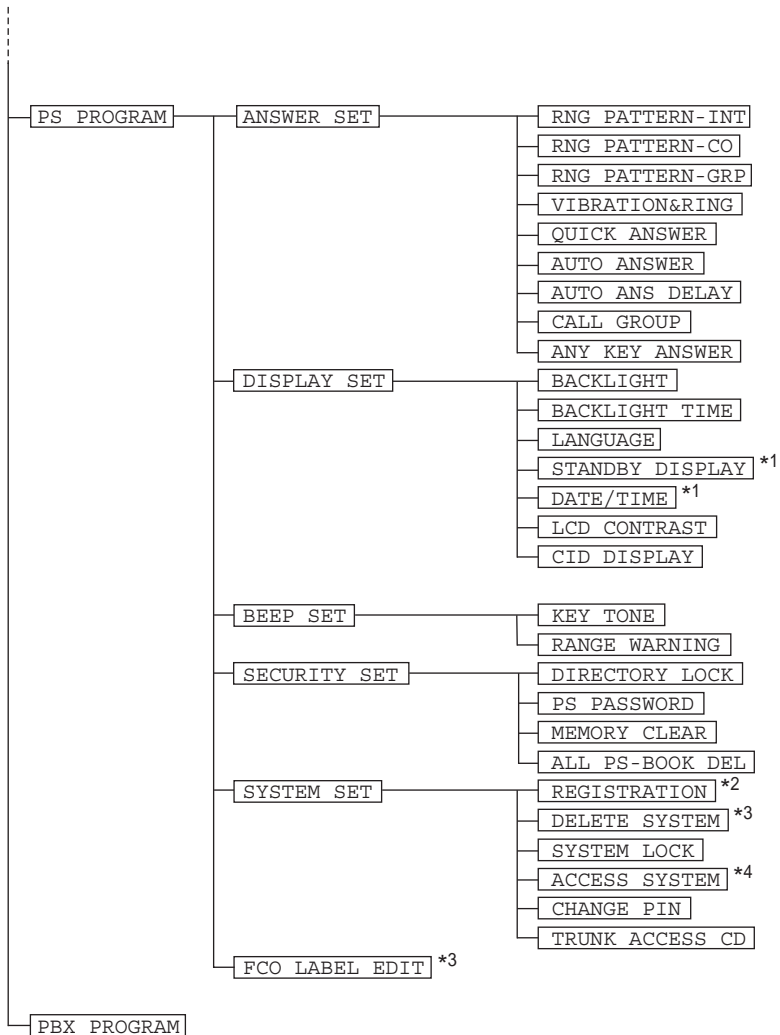 PS PROGRAM ANSWER SET RNG PATTERN-INT
RNG PATTERN-CO
RNG PATTERN-GRP
VIBRATION&RING
QUICK ANSWER
AUTO ANSWER
AUTO ANS DELAY
CALL GROUP
ANY KEY ANSWER
DISPLAY SET BACKLIGHT
BACKLIGHT TIME
LANGUAGE
STANDBY DISPLAY *1
DATE/TIME *1
LCD CONTRAST
CID DISPLAY
BEEP SET KEY TONE
RANGE WARNING
SECURITY SET DIRECTORY LOCK
PS PASSWORD
MEMORY CLEAR
ALL PS-BOOK DEL
SYSTEM SET REGISTRATION *2
DELETE SYSTEM *3
SYSTEM LOCK
ACCESS SYSTEM *4
CHANGE PIN
TRUNK ACCESS CD
FCO LABEL EDIT *3
PBX PROGRAM